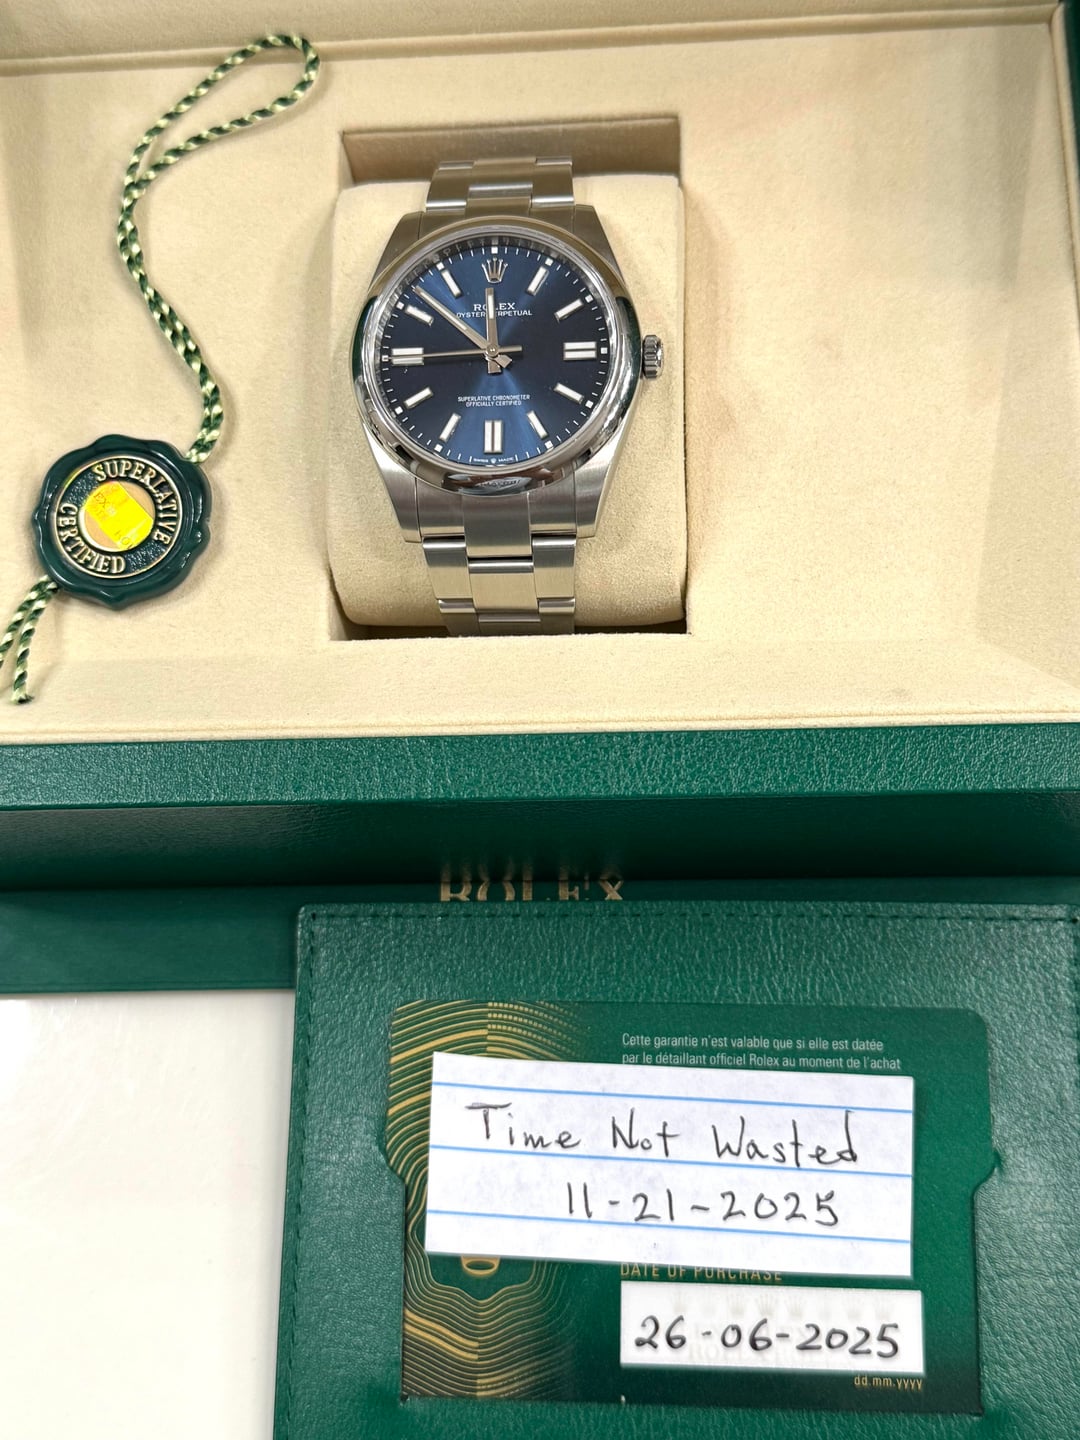 ROLEX
OYSTER PERPETUAL
SUPERLATIVE CHRONOMETER
OFFICIALLY CERTIFIED
SWISS MADE
SUPERLATIVE
CERTIFIED
ROLEX
Cette garantie n'est valable que si elle est datée
par le détaillant officiel Rolex au moment de l'achat
Time Not Wasted
11-21-2025
DATE OF PURCHASE
26-06-2025
dd.mm.yyyy